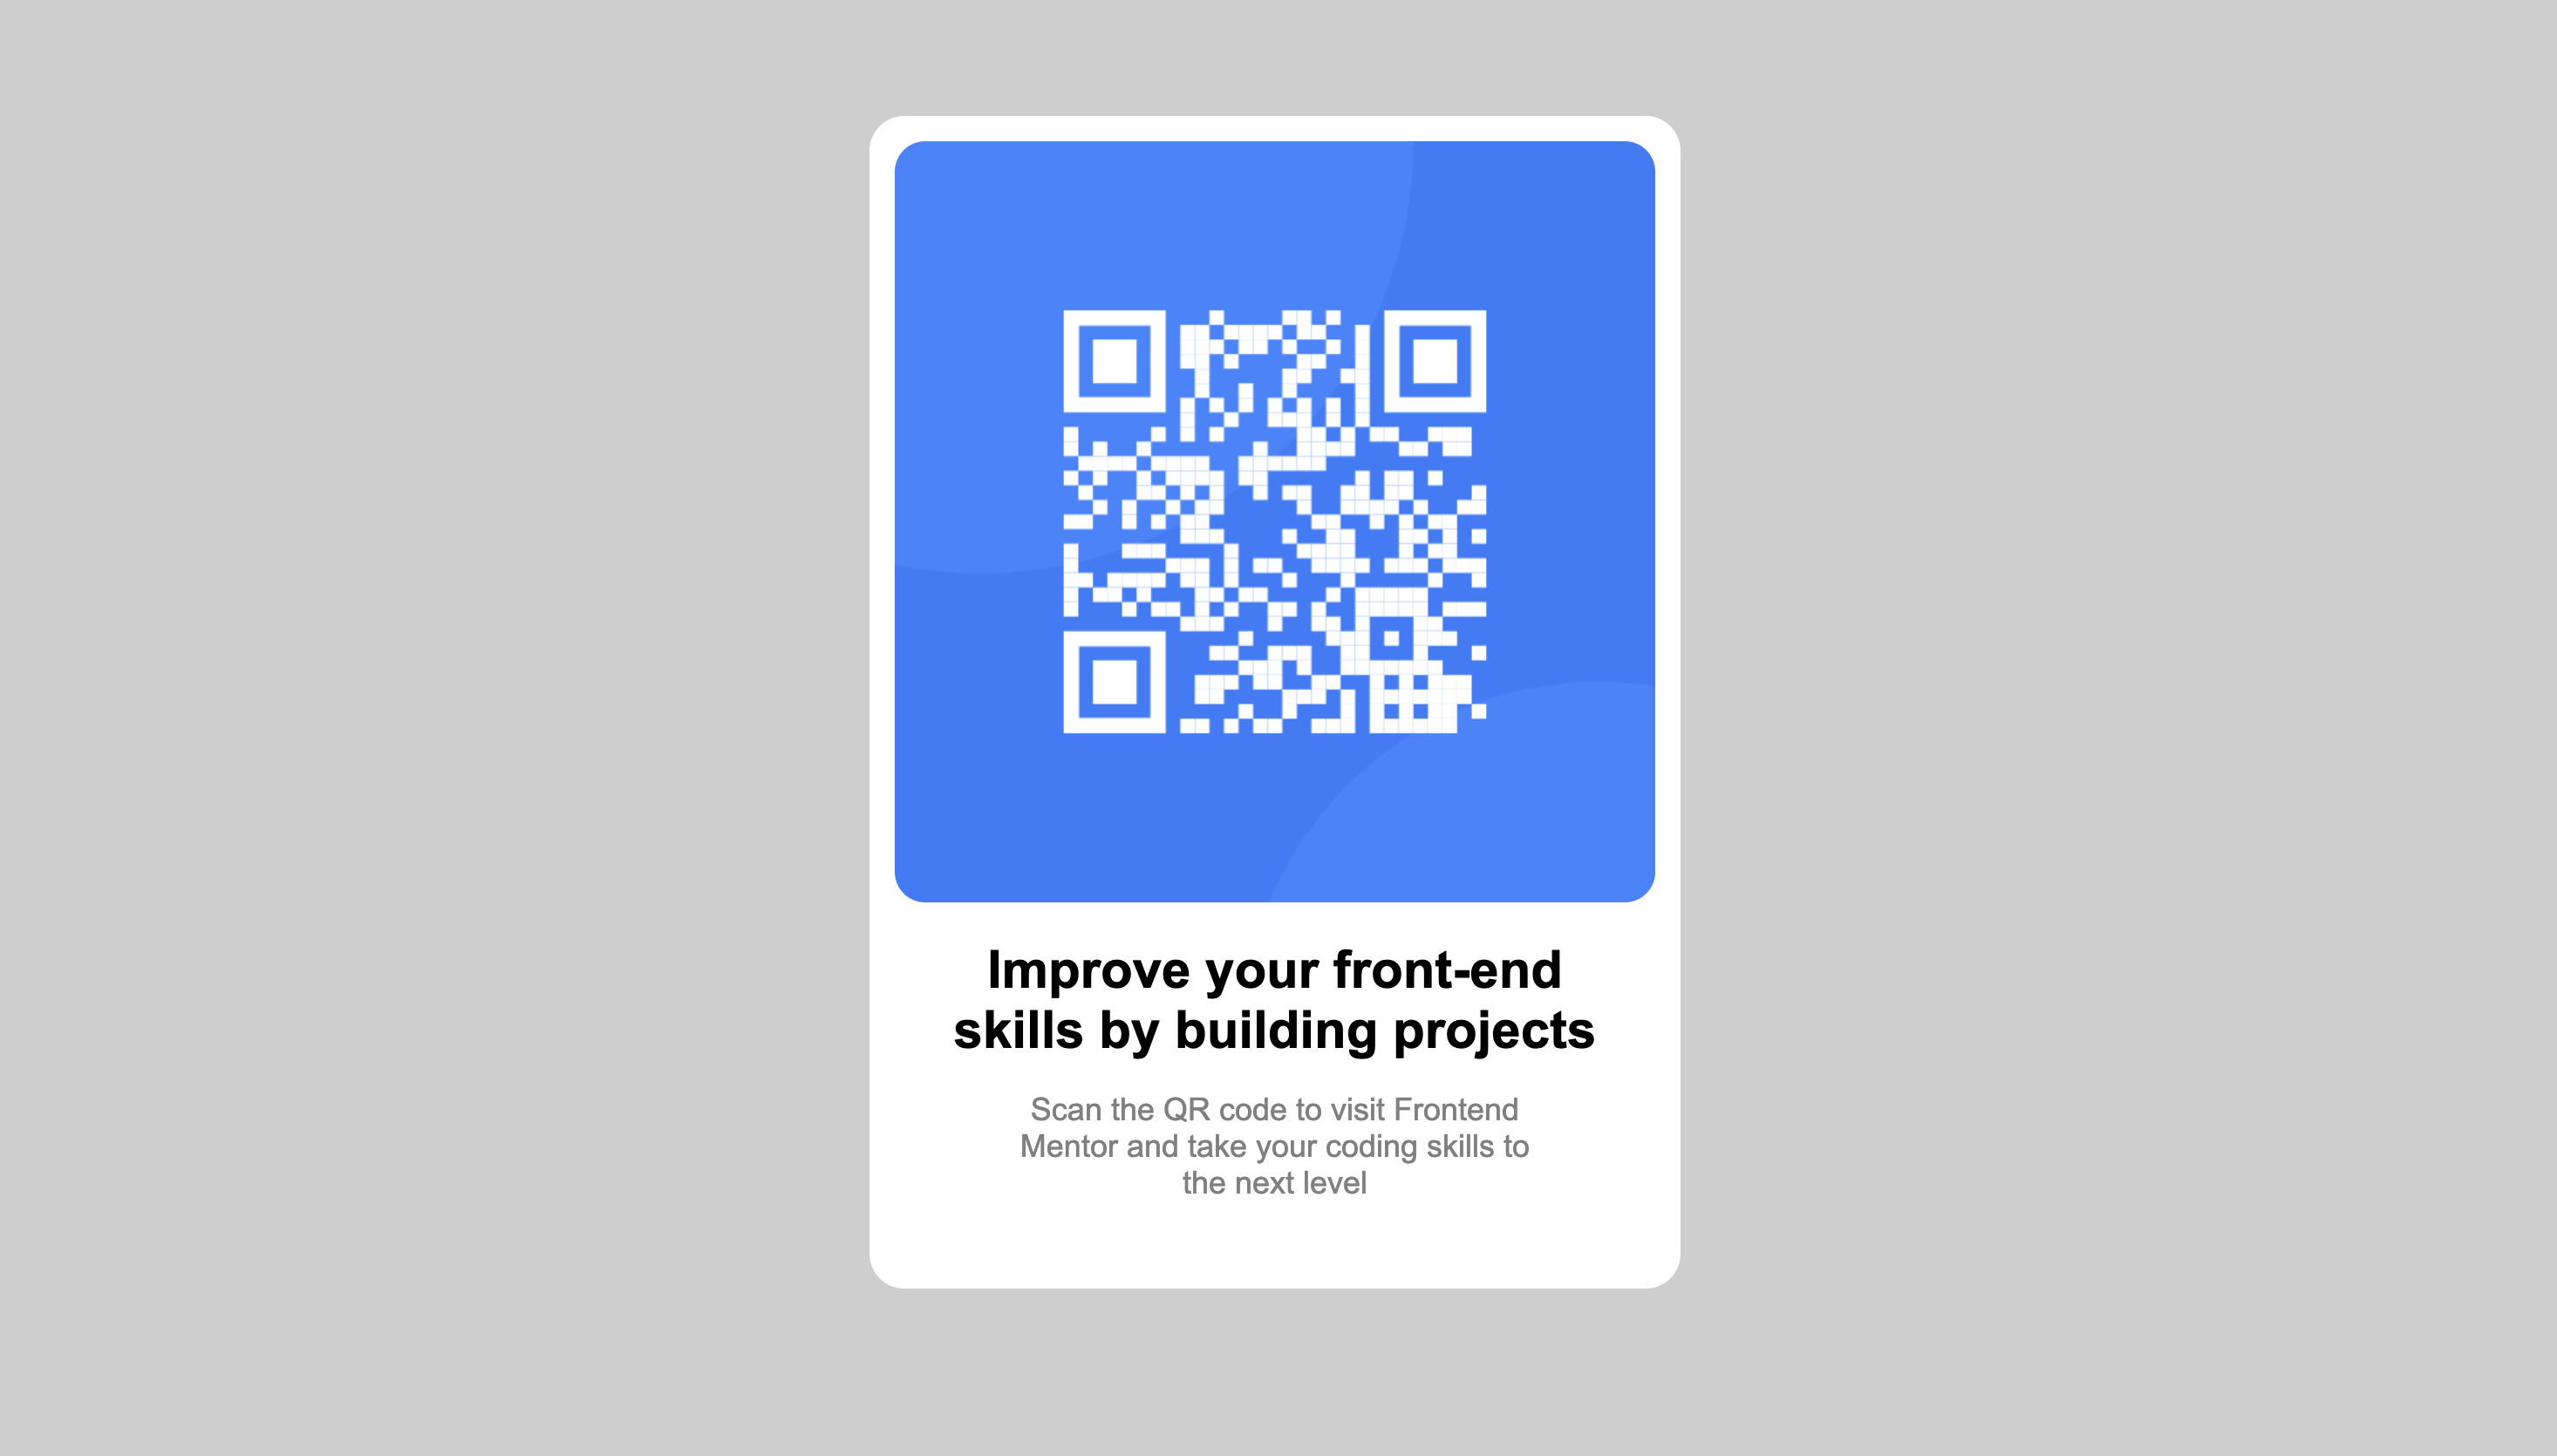 Improve your front-end
skills by building projects
Scan the QR code to visit Frontend
Mentor and take your coding skills to
the next level